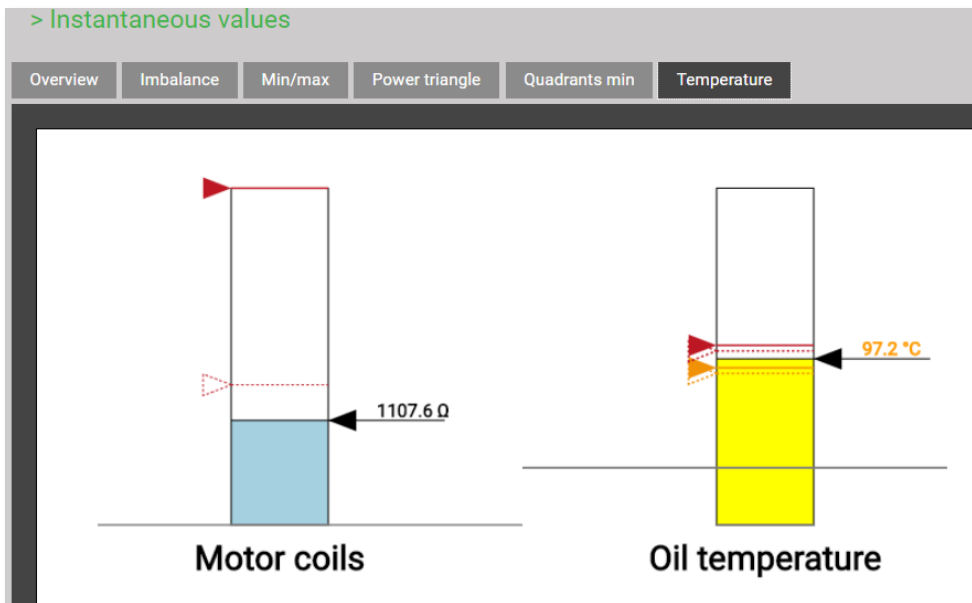 > Instantaneous values
Overview
Imbalance
Min/max
Power triangle
Quadrants min
Temperature
1107.6 Ω
97.2 °C
Motor coils
Oil temperature